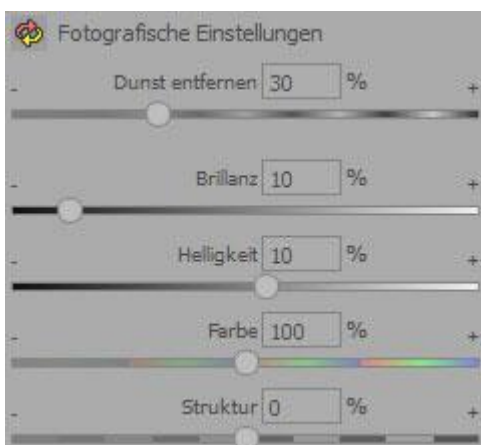 Fotografische Einstellungen
Dunst entfernen 30 %
- +
Brillanz 10 %
- +
Helligkeit 10 %
- +
Farbe 100 %
- +
Struktur 0 %
- +